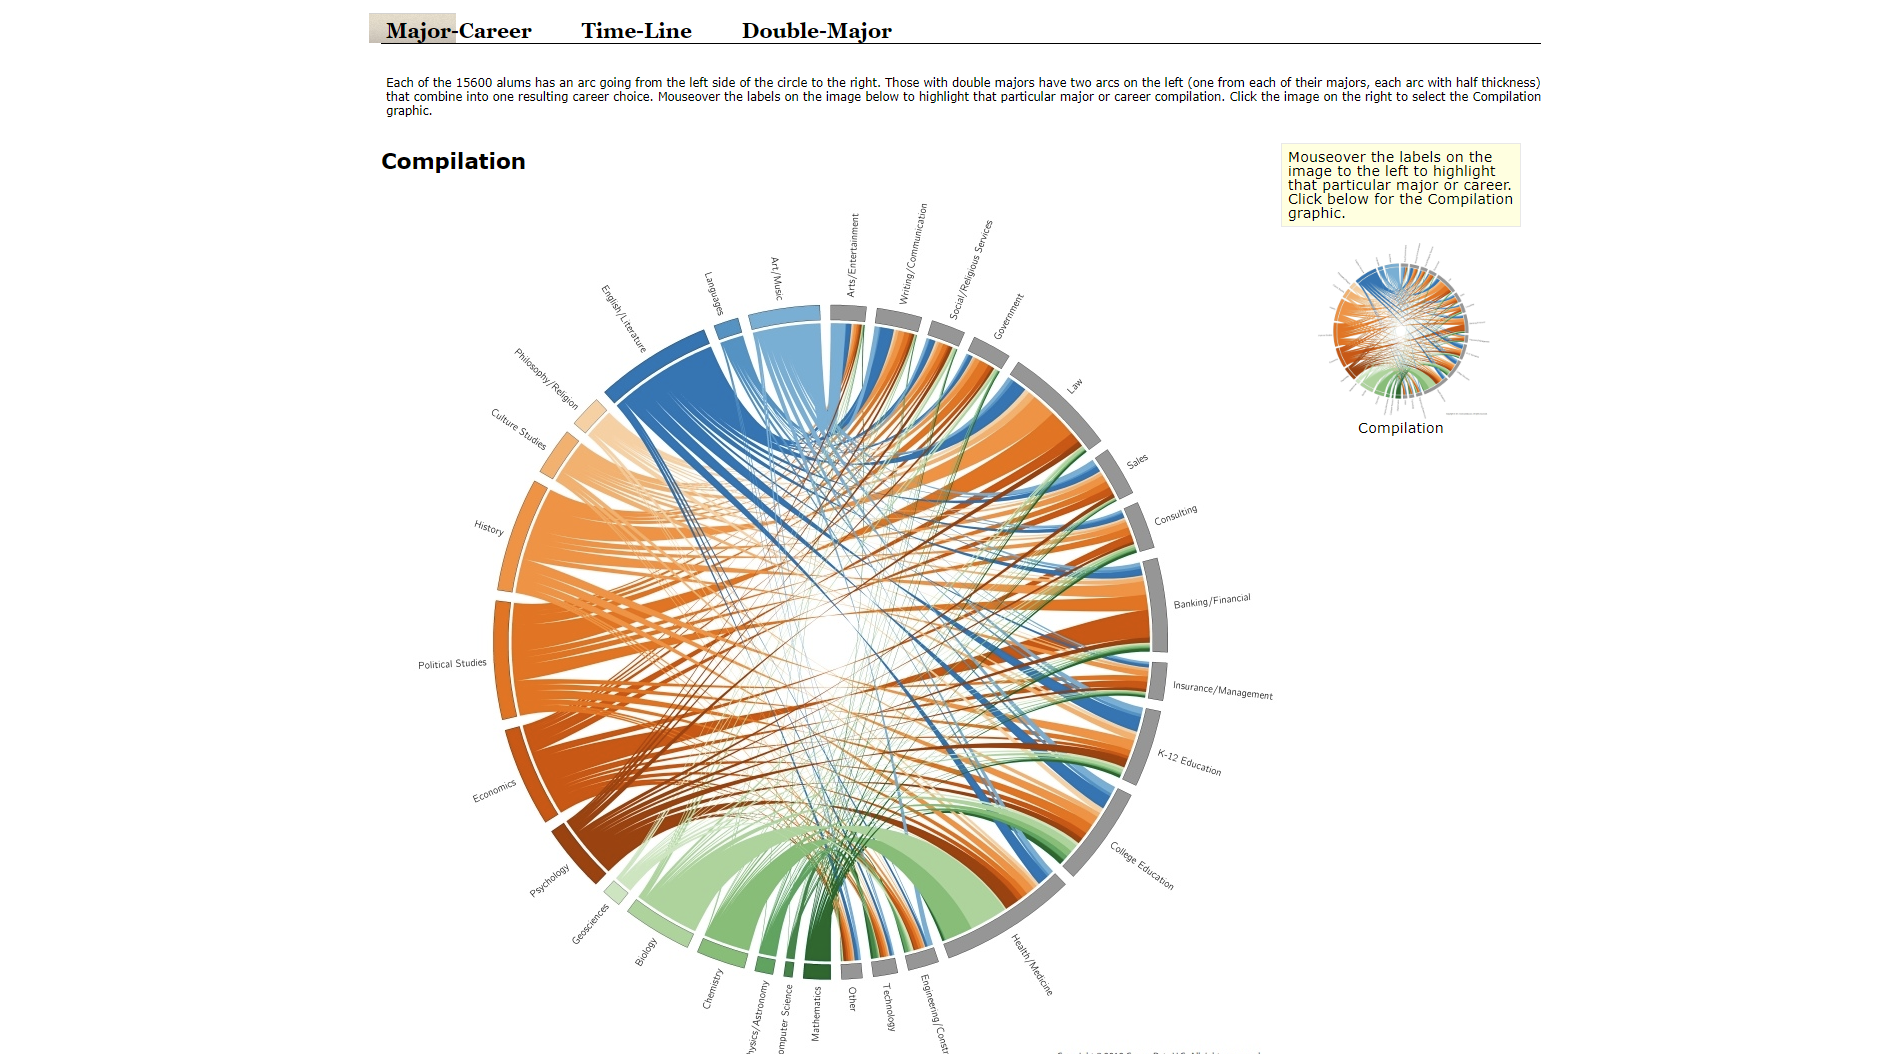 Major-Career Time-Line Double-Major
Each of the 15600 alums has an arc going from the left side of the circle to the right. Those with double majors have two arcs on the left (one from each of their majors, each arc with half thickness)
that combine into one resulting career choice. Mouseover the labels on the image below to highlight that particular major or career compilation. Click the image on the right to select the Compilation
graphic.
Compilation
Mouseover the labels on the
image to the left to highlight
that particular major or career.
Click below for the Compilation
graphic.
Compilation
Arts/Entertainment
Writing/Communication
Social/Religious Services
Government
Law
Sales
Consulting
Banking/Financial
Insurance/Management
K-12 Education
College Education
Health/Medicine
Engineering/Constr
Technology
Other
Mathematics
omputer Science
hysics/Astronomy
Chemistry
Biology
Geosciences
Psychology
Economics
Political Studies
History
Culture Studies
Philosophy/Religion
English/Literature
Languages
Art/Music